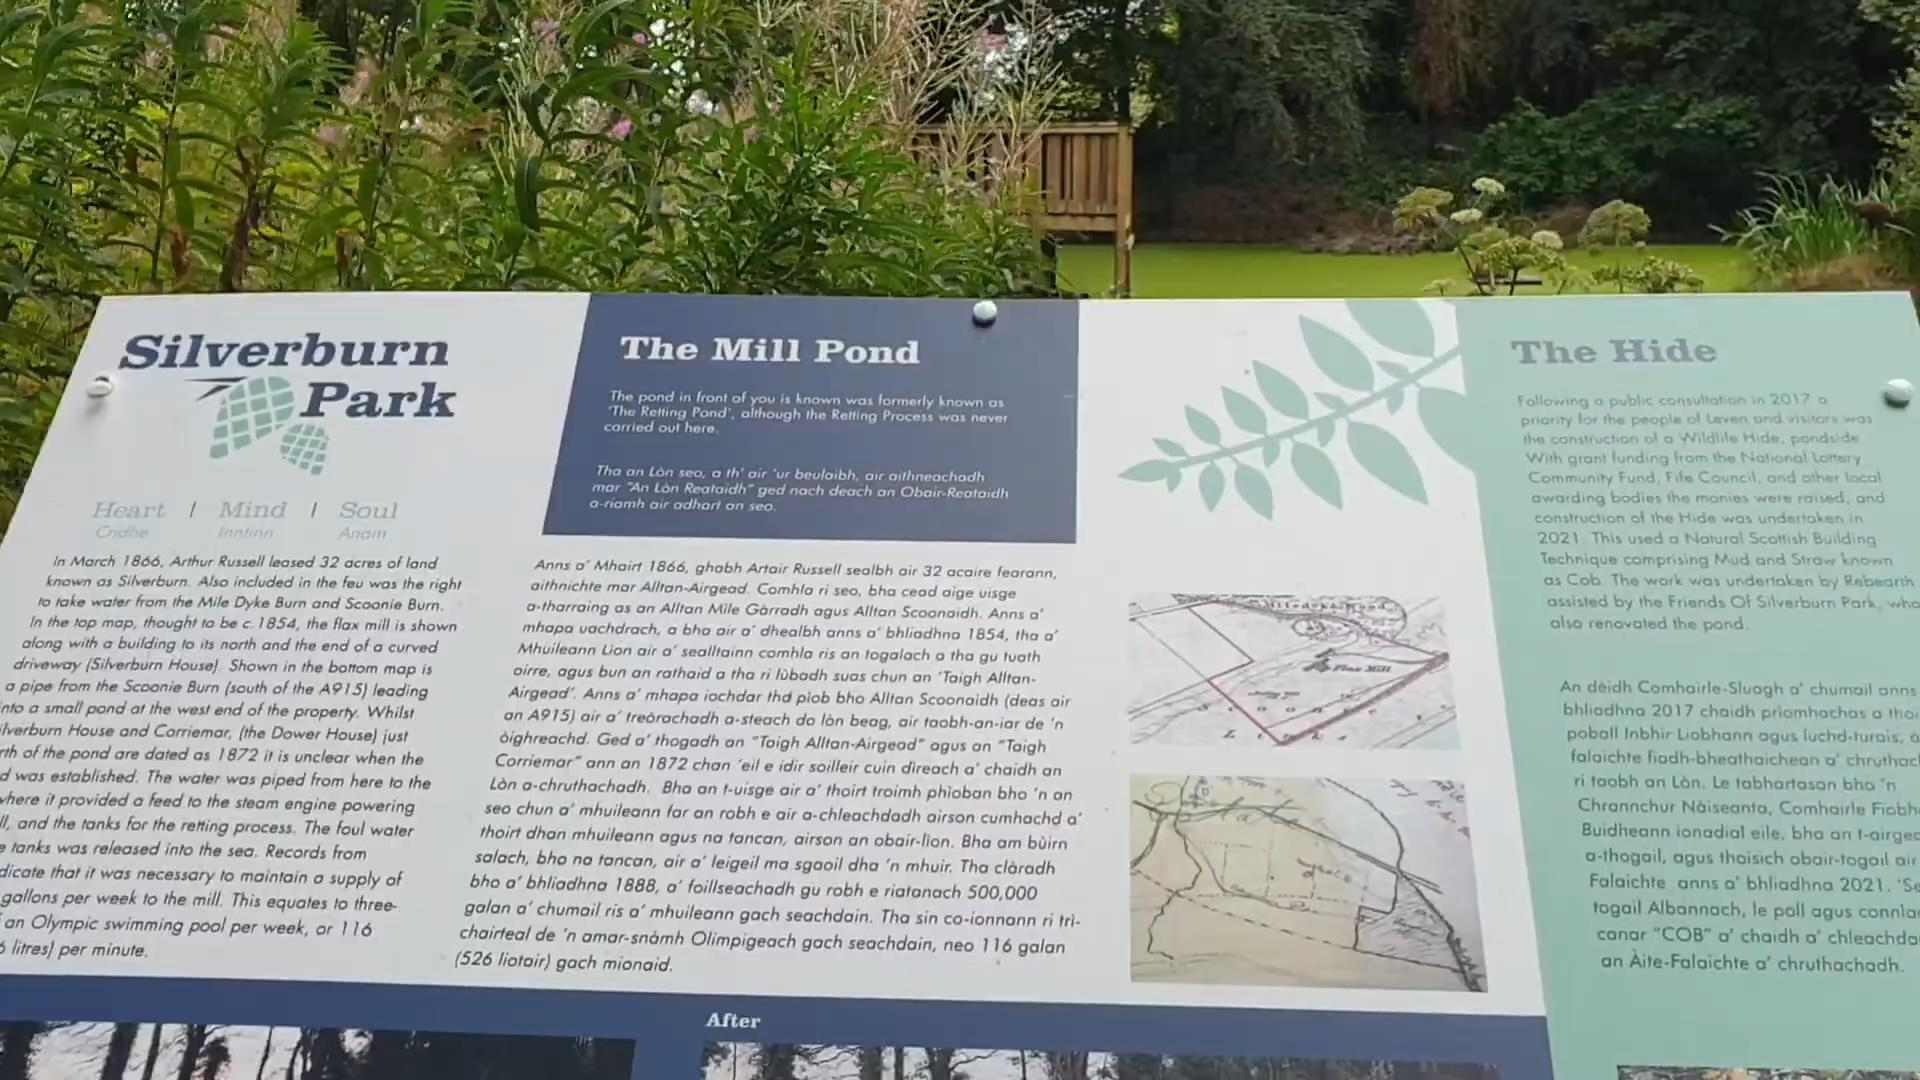 Silverburn
Park
Heart | Mind | Soul
Cridhe Inntinn Anam
In March 1866, Arthur Russell leased 32 acres of land
known as Silverburn. Also included in the feu was the right
to take water from the Mile Dyke Burn and Scoonie Burn.
In the top map, thought to be c.1854, the flax mill is shown
along with a building to its north and the end of a curved
driveway (Silverburn House). Shown in the bottom map is
a pipe from the Scoonie Burn (south of the A915) leading
into a small pond at the west end of the property. Whilst
lverburn House and Corriemar, (the Dower House) just
rth of the pond are dated as 1872 it is unclear when the
d was established. The water was piped from here to the
where it provided a feed to the steam engine powering
ll, and the tanks for the retting process. The foul water
e tanks was released into the sea. Records from
dicate that it was necessary to maintain a supply of
gallons per week to the mill. This equates to three-
f an Olympic swimming pool per week, or 116
6 litres) per minute.
The Mill Pond
The pond in front of you is known was formerly known as
'The Retting Pond', although the Retting Process was never
carried out here.
Tha an Lòn seo, a th' air 'ur beulaibh, air aithneachadh
mar "An Lòn Reataidh" ged nach deach an Obair-Reataidh
a-riamh air adhart an seo.
Anns a' Mhairt 1866, ghabh Artair Russell sealbh air 32 acaire fearann,
aithnichte mar Alltan-Airgead. Comhla ri seo, bha cead aige uisge
a-tharraing as an Alltan Mìle Gàrradh agus Alltan Scoonaidh. Anns a'
mhapa uachdrach, a bha air a' dhealbh anns a' bhliadhna 1854, tha a'
Mhuileann Lìon air a' sealltainn comhla ris an togalach a tha gu tuath
oirre, agus bun an rathaid a tha ri lùbadh suas chun an 'Taigh Alltan-
Airgead'. Anns a' mhapa iochdar thd pìob bho Alltan Scoonaidh (deas air
an A915) air a' treòrachadh a-steach do lòn beag, air taobh-an-iar de 'n
òighreachd. Ged a' thogadh an "Taigh Alltan-Airgead" agus an "Taigh
Corriemar" ann an 1872 chan 'eil e idir soilleir cuin dìreach a' chaidh an
Lòn a-chruthachadh. Bha an t-uisge air a' thoirt troimh phìoban bho 'n an
seo chun a' mhuileann far an robh e air a-chleachdadh airson cumhachd a'
thoirt dhan mhuileann agus na tancan, airson an obair-lìon. Bha am bùirn
salach, bho na tancan, air a' leigeil ma sgaoil dha 'n mhuir. Tha clàradh
bho a' bhliadhna 1888, a' foillseachadh gu robh e riatanach 500,000
galan a' chumail ris a' mhuileann gach seachdain. Tha sin co-ionnann ri trì-
chairteal de 'n amar-snàmh Olimpigeach gach seachdain, neo 116 galan
(526 liotair) gach mionaid.
Flax Mill
The Hide
Following a public consultation in 2017 a
priority for the people of Leven and visitors was
the construction of a Wildlife Hide, pondside.
With grant funding from the National Lottery
Community Fund, Fife Council, and other local
awarding bodies the monies were raised, and
construction of the Hide was undertaken in
2021. This used a Natural Scottish Building
Technique comprising Mud and Straw known
as Cob. The work was undertaken by Rebearth
assisted by the Friends Of Silverburn Park, who
also renovated the pond.
An dèidh Comhairle-Sluagh a' chumail anns
bhliadhna 2017 chaidh prìomhachas a thoi
poball Inbhir Lìobhann agus luchd-turais, a
falaichte fiadh-bheathaichean a' chruthac
ri taobh an Lòn. Le tabhartasan bho 'n
Chrannchur Nàiseanta, Comhairle Fìobh
Buidheann ionadial eile, bha an t-airgea
a-thogail, agus thoisich obair-togail air
Falaichte anns a' bhliadhna 2021. 'Se
togail Albannach, le poll agus connla
canar "COB" a' chaidh a' chleachda
an Àite-Falaichte a' chruthachadh.
After